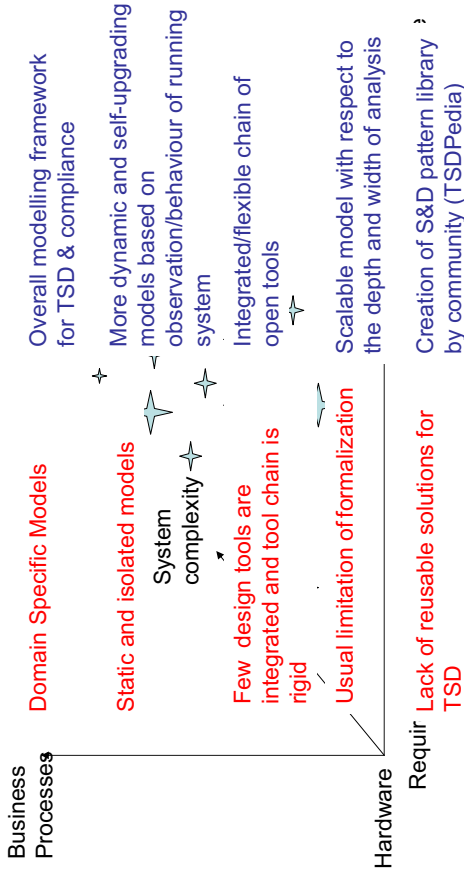 Business
Processes
Domain Specific Models
Overall modelling framework
for TSD & compliance
Static and isolated models
More dynamic and self-upgrading
models based on
observation/behaviour of running
system
System
complexity
Few design tools are
integrated and tool chain is
rigid
Integrated/flexible chain of
open tools
Usual limitation of formalization
Scalable model with respect to
the depth and width of analysis
Hardware
Requir
Lack of reusable solutions for
TSD
Creation of S&D pattern library
by community (TSDPedia)